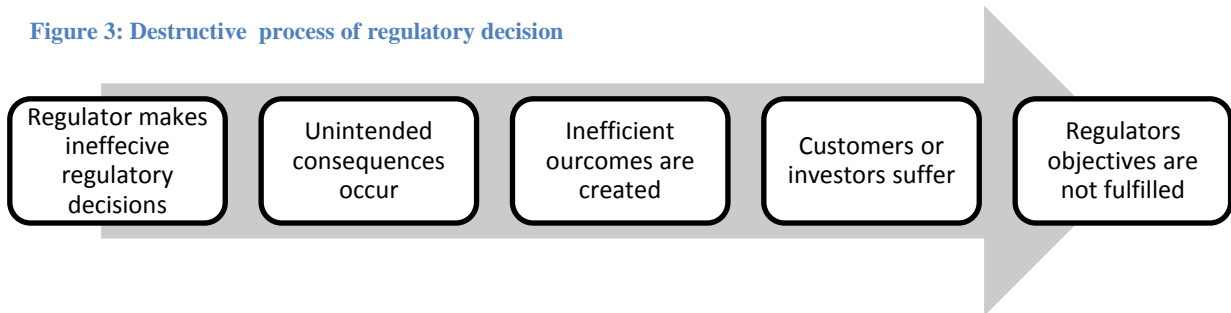 Figure 3: Destructive process of regulatory decision
Regulator makes
ineffecive
regulatory
decisions
Unintended
consequences
occur
Inefficient
ourcomes are
created
Customers or
investors suffer
Regulators
objectives are
not fulfilled